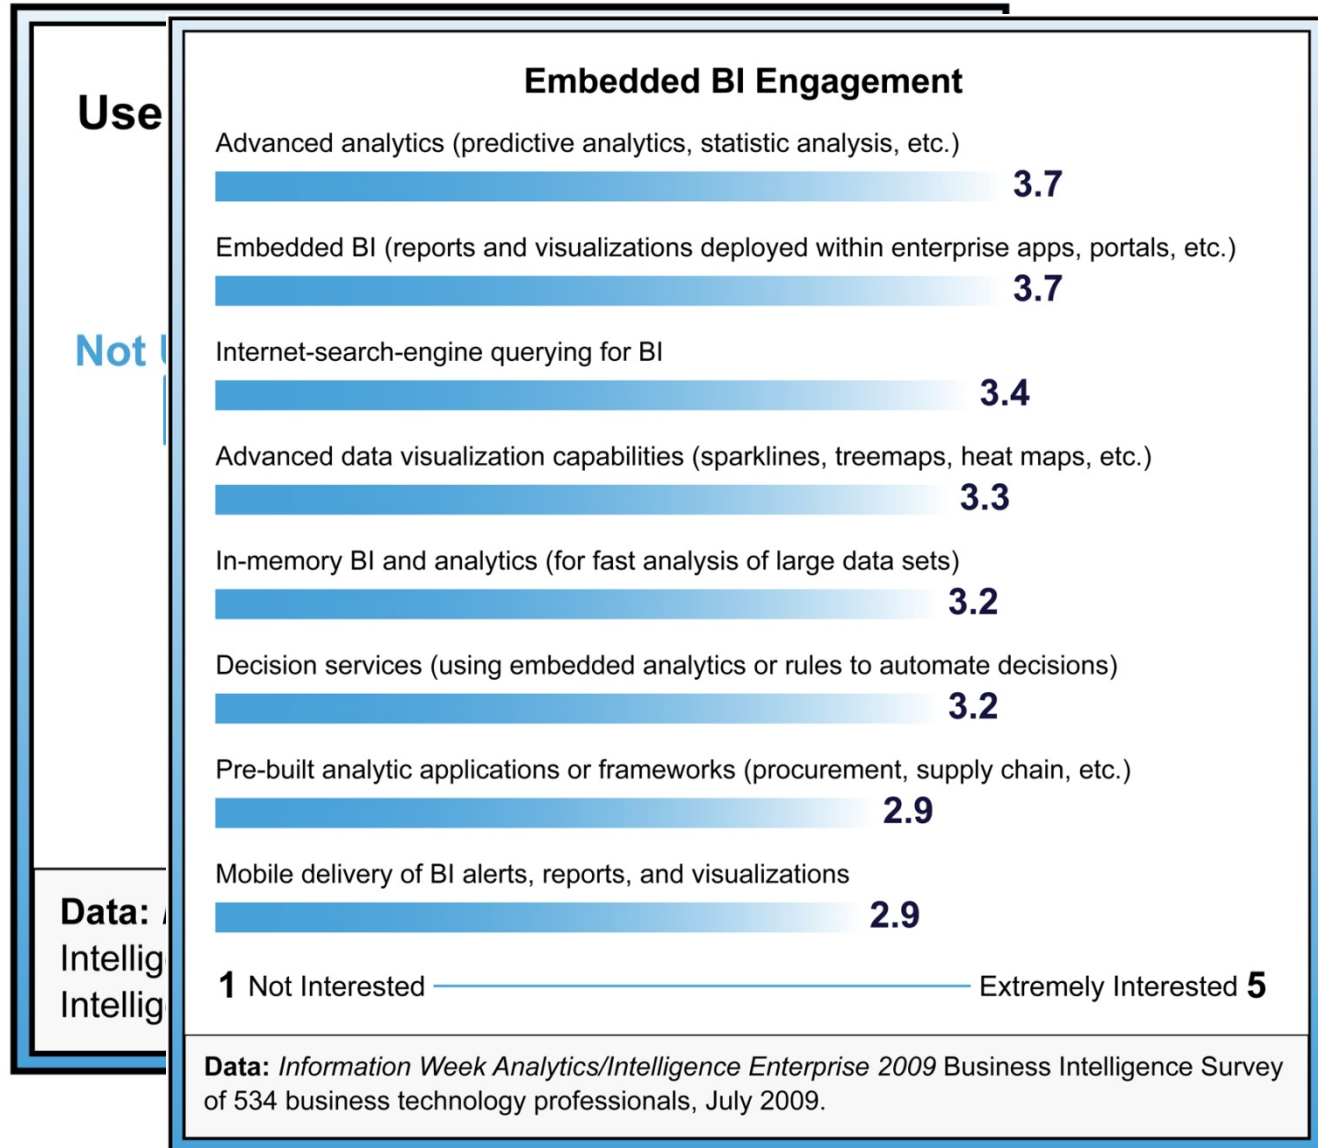 Use
Not
Data:
Intellig
Intellig
Embedded BI Engagement
Advanced analytics (predictive analytics, statistic analysis, etc.)
3.7
Embedded BI (reports and visualizations deployed within enterprise apps, portals, etc.)
3.7
Internet-search-engine querying for BI
3.4
Advanced data visualization capabilities (sparklines, treemaps, heat maps, etc.)
3.3
In-memory BI and analytics (for fast analysis of large data sets)
3.2
Decision services (using embedded analytics or rules to automate decisions)
3.2
Pre-built analytic applications or frameworks (procurement, supply chain, etc.)
2.9
Mobile delivery of BI alerts, reports, and visualizations
2.9
1 Not Interested Extremely Interested 5
Data: Information Week Analytics/Intelligence Enterprise 2009 Business Intelligence Survey
of 534 business technology professionals, July 2009.